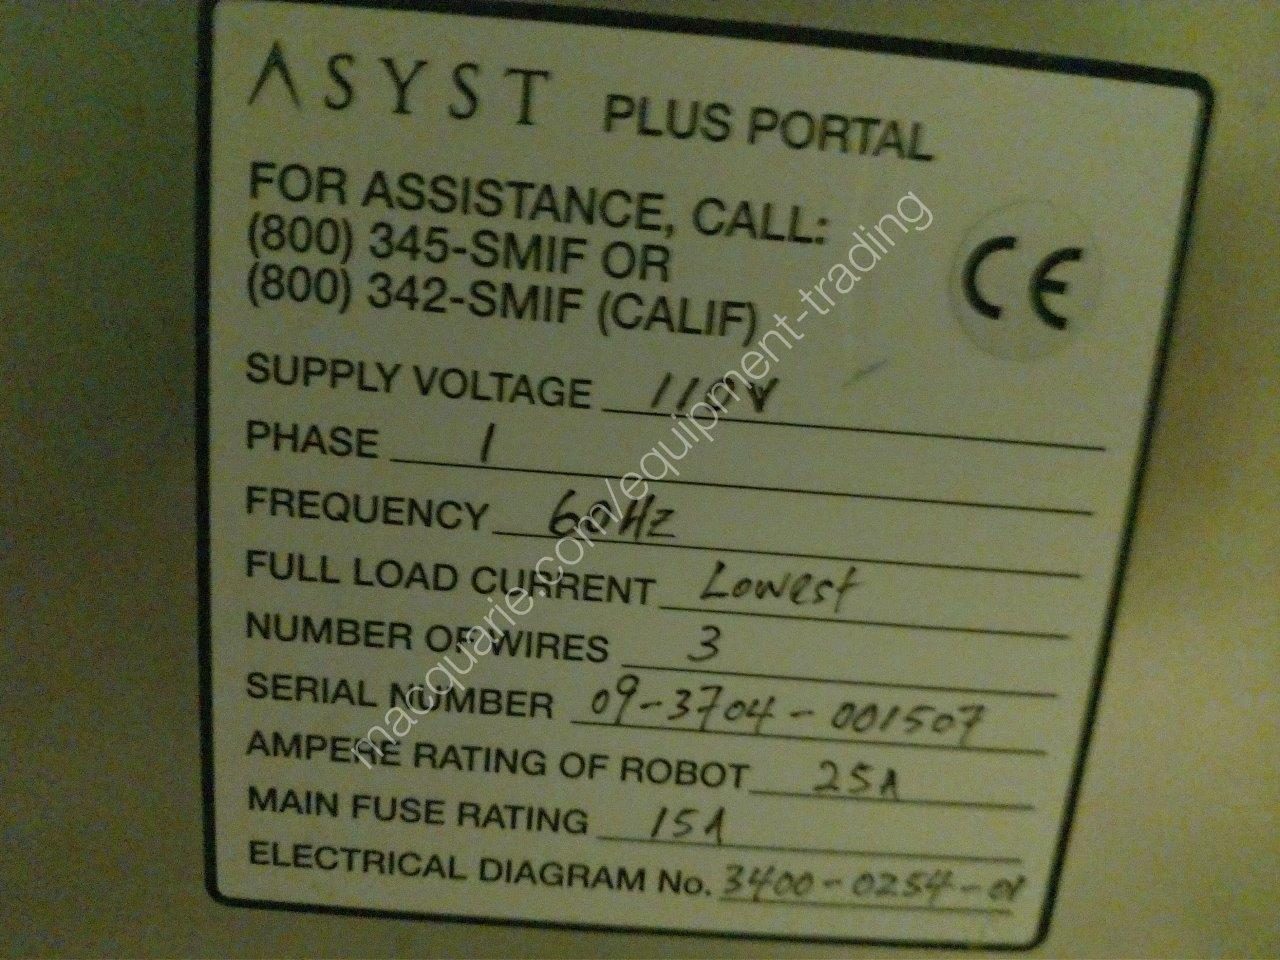 ASYST PLUS PORTAL
FOR ASSISTANCE, CALL:
(800) 345-SMIF OR
(800) 342-SMIF (CALIF)
CE
SUPPLY VOLTAGE 110V
PHASE 1
FREQUENCY 60Hz
FULL LOAD CURRENT Lowest
NUMBER OF WIRES 3
SERIAL NUMBER 09-3704-001507
AMPERE RATING OF ROBOT 25A
MAIN FUSE RATING 15A
ELECTRICAL DIAGRAM No. 3400-0254-01
macquarie.com/equipment-trading